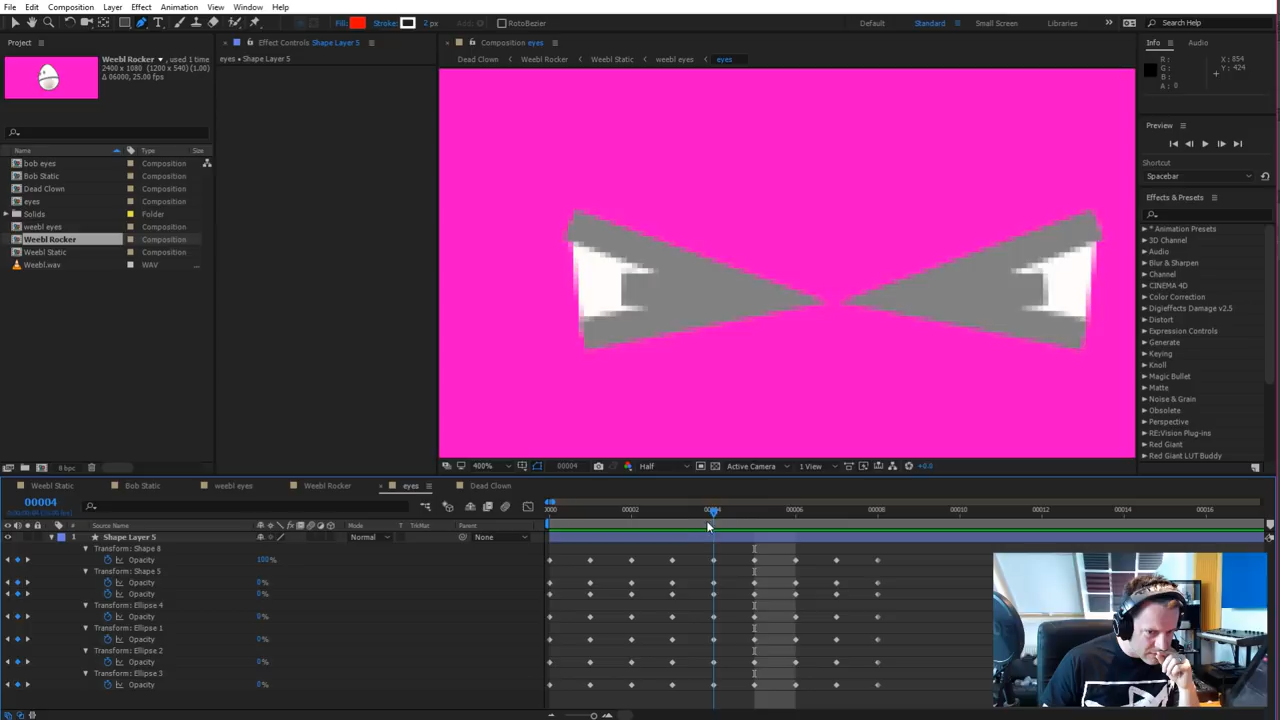 File Edit Composition Layer Effect Animation View Window Help
Fill: Stroke: 2 px Add: RotoBezier Default Standard Small Screen Libraries Search Help
Project
Weebl Rocker, used 1 time
2400 x 1080 (1200 x 540) (1.00)
Δ 06000, 25.00 fps
Name Type Size
bob eyes Composition
Bob Static Composition
Dead Clown Composition
eyes Composition
Solids Folder
weebl eyes Composition
Weebl Rocker Composition
Weebl Static Composition
Weebl.wav WAV ...
8 bpc
Effect Controls Shape Layer 5
eyes • Shape Layer 5
Composition eyes
Dead Clown Weebl Rocker Weebl Static weebl eyes eyes
400% 00004 Half Active Camera 1 View +0.0
Info Audio
R: X: 854
G: Y: 424
B:
A: 0
Preview
Shortcut
Spacebar
Effects & Presets
* Animation Presets
3D Channel
Audio
Blur & Sharpen
Channel
CINEMA 4D
Color Correction
Digieffects Damage v2.5
Distort
Expression Controls
Generate
Keying
Knoll
Magic Bullet
Matte
Noise & Grain
Obsolete
Perspective
RE:Vision Plug-ins
Red Giant
Red Giant LUT Buddy
Weebl Static Bob Static weebl eyes Weebl Rocker eyes Dead Clown
00004
0000 00002 00004 00006 00008 00010 00012 00014 00016
# Source Name Mode T TrkMat Parent
1 Shape Layer 5 Normal None
Transform: Shape 8
Opacity 100%
Transform: Shape 5
Opacity 0%
Opacity 0%
Transform: Ellipse 4
Opacity 0%
Transform: Ellipse 1
Opacity 0%
Transform: Ellipse 2
Opacity 0%
Transform: Ellipse 3
Opacity 0%